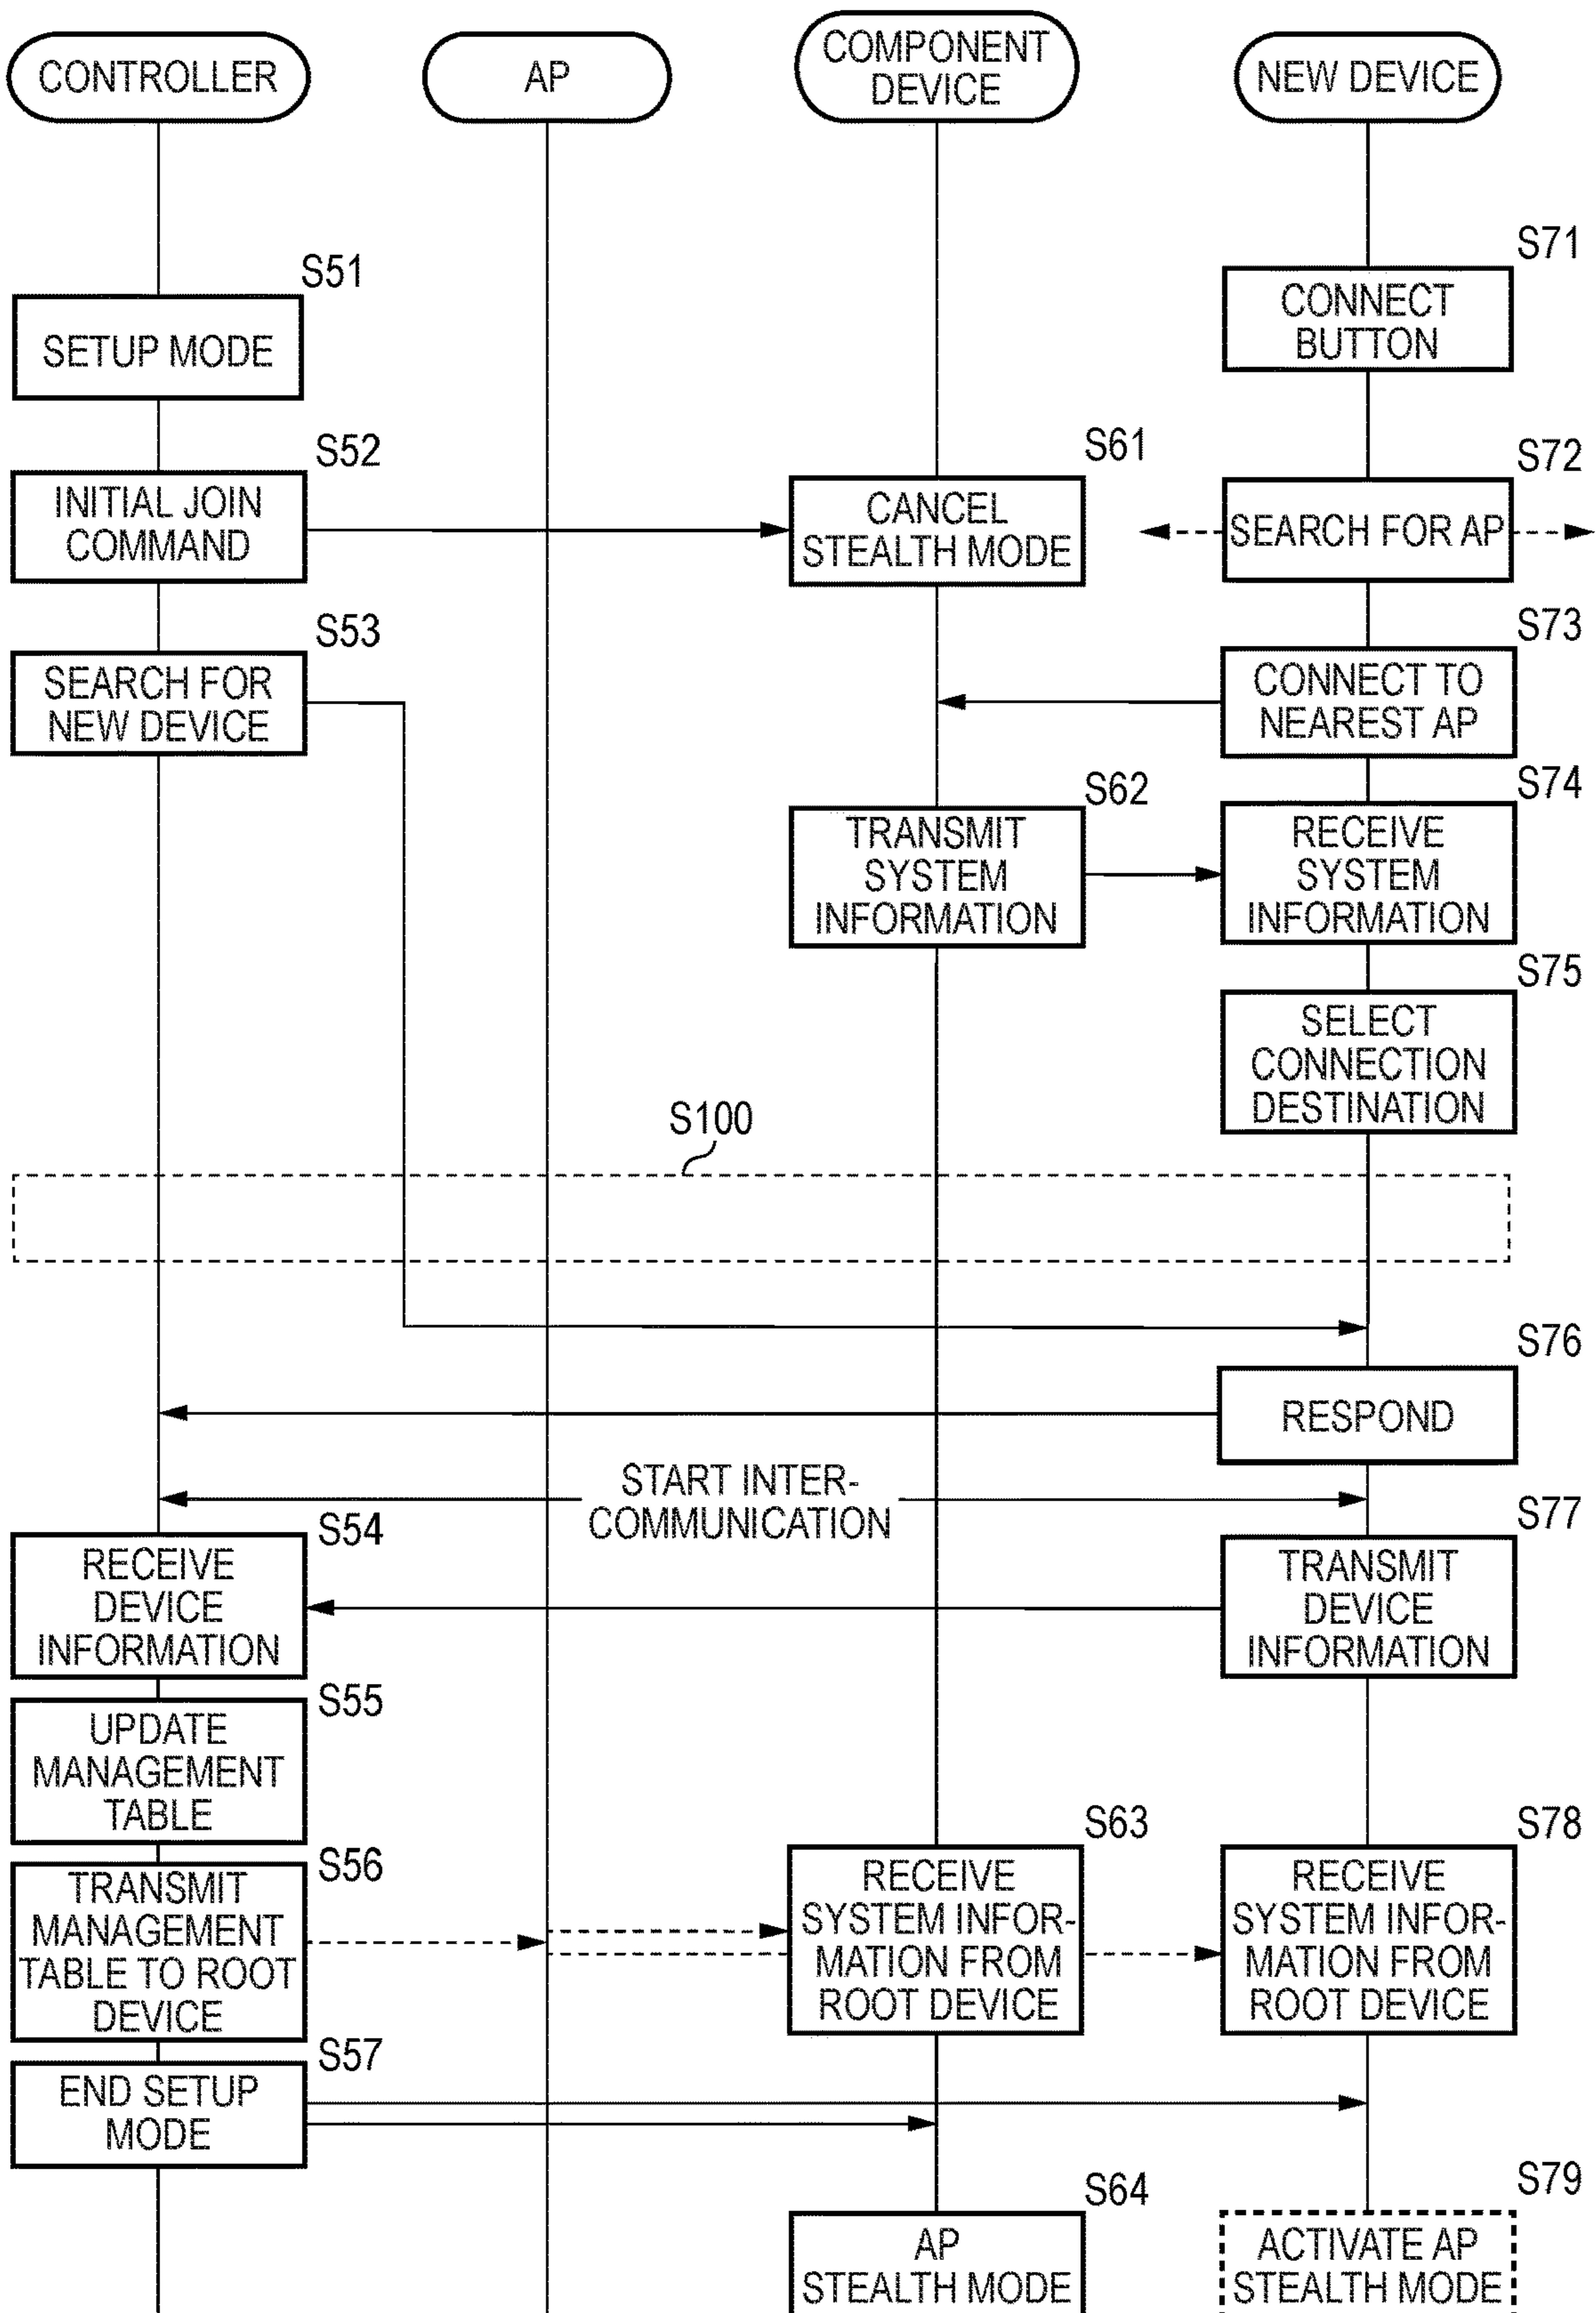 CONTROLLER
AP
COMPONENT
DEVICE
NEW DEVICE
S71
CONNECT
BUTTON
S51
SETUP MODE
S52
INITIAL JOIN
COMMAND
S61
CANCEL
STEALTH MODE
S72
SEARCH FOR AP
S53
SEARCH FOR
NEW DEVICE
S73
CONNECT TO
NEAREST AP
S62
TRANSMIT
SYSTEM
INFORMATION
S74
RECEIVE
SYSTEM
INFORMATION
S75
SELECT
CONNECTION
DESTINATION
S100
S76
RESPOND
START INTER-
COMMUNICATION
S54
RECEIVE
DEVICE
INFORMATION
S77
TRANSMIT
DEVICE
INFORMATION
S55
UPDATE
MANAGEMENT
TABLE
S56
TRANSMIT
MANAGEMENT
TABLE TO ROOT
DEVICE
S63
RECEIVE
SYSTEM INFOR-
MATION FROM
ROOT DEVICE
S78
RECEIVE
SYSTEM INFOR-
MATION FROM
ROOT DEVICE
S57
END SETUP
MODE
S64
AP
STEALTH MODE
S79
ACTIVATE AP
STEALTH MODE